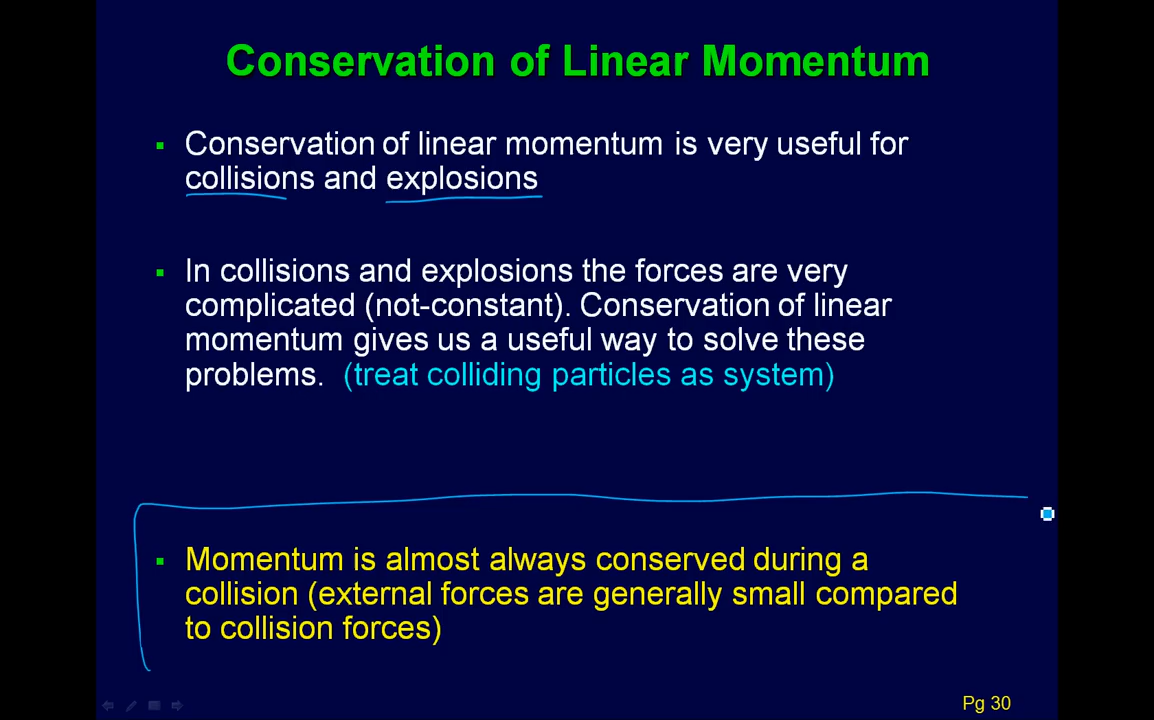 Conservation of Linear Momentum
▪ Conservation of linear momentum is very useful for
collisions and explosions
▪ In collisions and explosions the forces are very
complicated (not-constant). Conservation of linear
momentum gives us a useful way to solve these
problems. (treat colliding particles as system)
▪ Momentum is almost always conserved during a
collision (external forces are generally small compared
to collision forces)
Pg 30